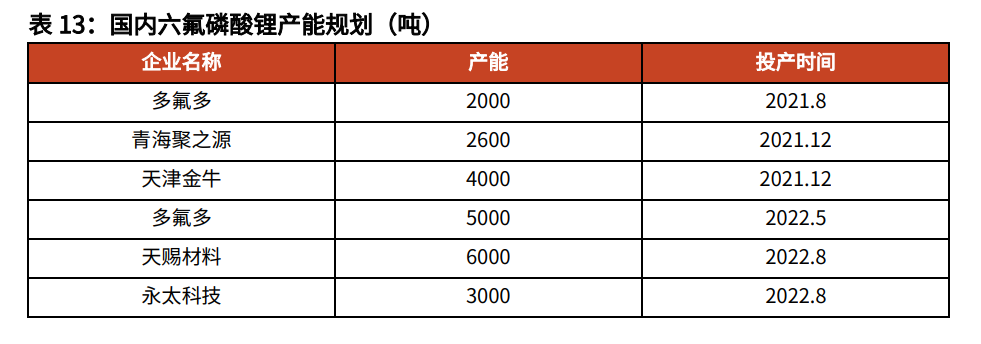 表 13：国内六氟磷酸锂产能规划（吨）
企业名称 产能 投产时间
多氟多 2000 2021.8
青海聚之源 2600 2021.12
天津金牛 4000 2021.12
多氟多 5000 2022.5
天赐材料 6000 2022.8
永太科技 3000 2022.8